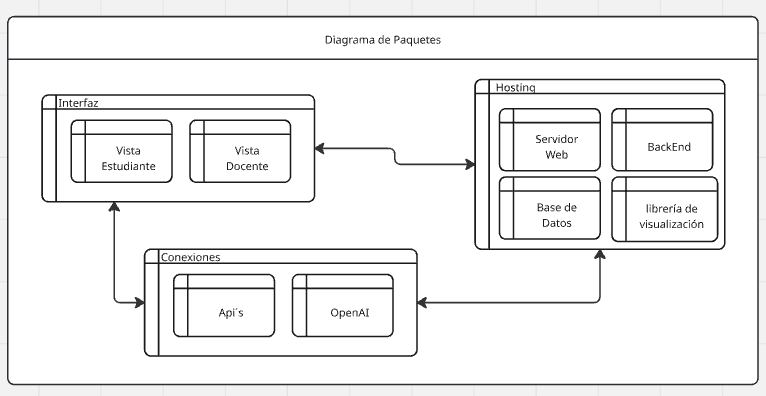 Diagrama de Paquetes
Interfaz
Vista
Estudiante
Vista
Docente
Hosting
Servidor
Web
BackEnd
Base de
Datos
librería de
visualización
Conexiones
Api´s
OpenAI